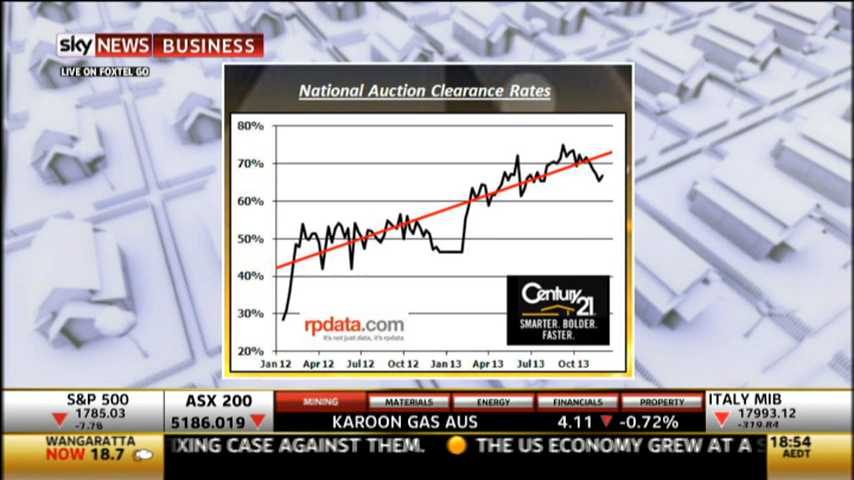 sky NEWS BUSINESS
LIVE ON FOXTEL GO
National Auction Clearance Rates
80%
70%
60%
50%
40%
30%
20%
rpdata.com
It's not just data, it's rpdata
Century 21
SMARTER. BOLDER.
FASTER.
Jan 12 Apr 12 Jul 12 Oct 12 Jan 13 Apr 13 Jul 13 Oct 13
S&P 500
1785.03
-7.78
ASX 200
5186.019
MINING MATERIALS ENERGY FINANCIALS PROPERTY
KAROON GAS AUS 4.11 -0.72%
ITALY MIB
17993.12
-319.84
WANGARATTA
NOW 18.7
IXING CASE AGAINST THEM. THE US ECONOMY GREW AT A
18:54
AEDT